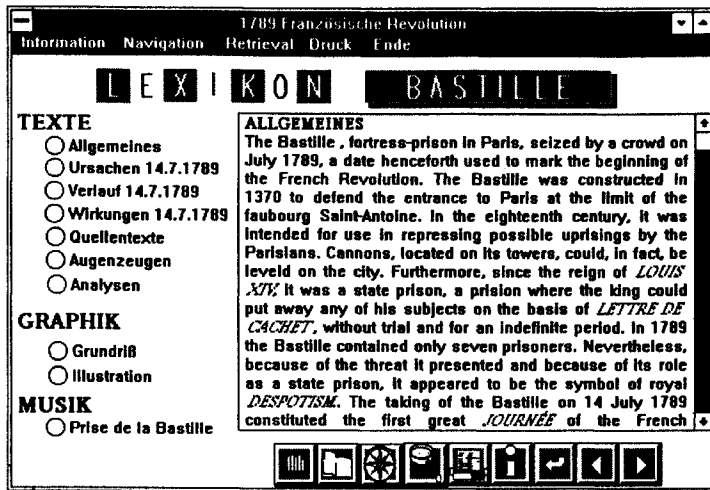 1789 Französische Revolution
Information Navigation Retrieval Druck Ende
LEXIKON BASTILLE
TEXTE
Allgemeines
Ursachen 14.7.1789
Verlauf 14.7.1789
Wirkungen 14.7.1789
Quellentexte
Augenzeugen
Analysen
GRAPHIK
Grundriß
Illustration
MUSIK
Prise de la Bastille
ALLGEMEINES
The Bastille , fortress-prison in Paris, seized by a crowd on
July 1789, a date henceforth used to mark the beginning of
the French Revolution. The Bastille was constructed in
1370 to defend the entrance to Paris at the limit of the
faubourg Saint-Antoine. In the eighteenth century, it was
intended for use in repressing possible uprisings by the
Parisians. Cannons, located on its towers, could, in fact, be
leveld on the city. Furthermore, since the reign of LOUIS
XIV, it was a state prison, a prision where the king could
put away any of his subjects on the basis of LETTRE DE
CACHET, without trial and for an indefinite period. In 1789
the Bastille contained only seven prisoners. Nevertheless,
because of the threat it presented and because of its role
as a state prison, it appeared to be the symbol of royal
DESPOTISM. The taking of the Bastille on 14 July 1789
constituted the first great JOURNÉE of the French